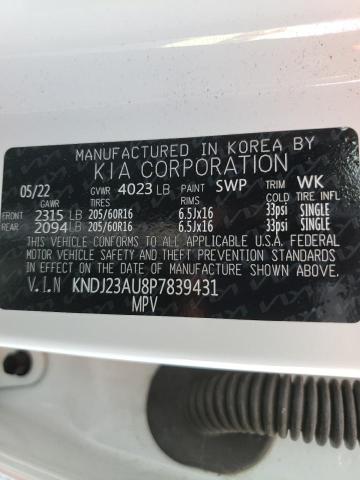 MANUFACTURED IN KOREA BY
KIA CORPORATION
05/22 GVWR 4023 LB PAINT SWP TRIM WK
GAWR TIRES RIMS COLD TIRE INF.
FRONT 2315 LB 205/60R16 6.5Jx16 33psi SINGLE
REAR 2094 LB 205/60R16 6.5Jx16 33psi SINGLE
THIS VEHICLE CONFORMS TO ALL APPLICABLE U.S.A. FEDERAL
MOTOR VEHICLE SAFETY AND THEFT PREVENTION STANDARDS
IN EFFECT ON THE DATE OF MANUFACTURE SHOWN ABOVE.
V.I.N KNDJ23AU8P7839431
MPV